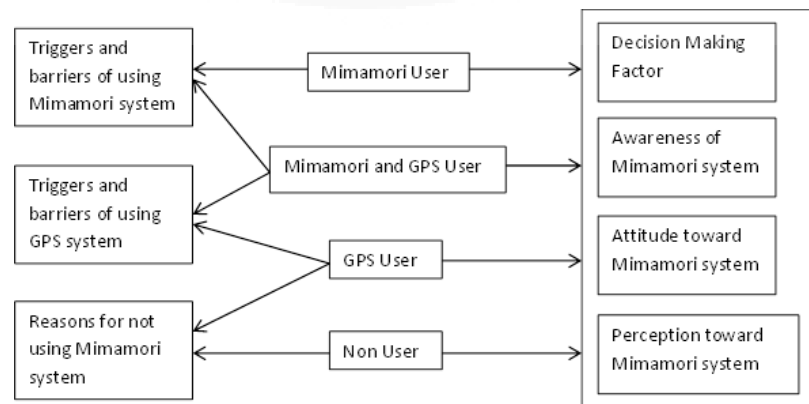 Triggers and
barriers of using
Mimamori system
Mimamori User
Decision Making
Factor
Mimamori and GPS User
Awareness of
Mimamori system
Triggers and
barriers of using
GPS system
GPS User
Attitude toward
Mimamori system
Reasons for not
using Mimamori
system
Non User
Perception toward
Mimamori system